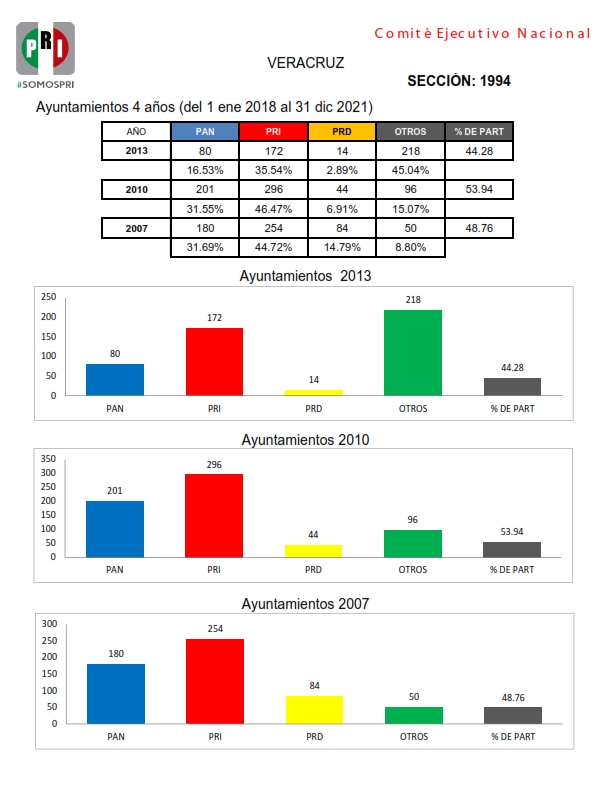 PRI
#SOMOSPRI
Comité Ejecutivo Nacional
VERACRUZ
SECCIÓN: 1994
Ayuntamientos 4 años (del 1 ene 2018 al 31 dic 2021)
AÑO PAN PRI PRD OTROS % DE PART
2013 80 172 14 218 44.28
16.53% 35.54% 2.89% 45.04%
2010 201 296 44 96 53.94
31.55% 46.47% 6.91% 15.07%
2007 180 254 84 50 48.76
31.69% 44.72% 14.79% 8.80%
Ayuntamientos 2013
250
200
150
100
50
0
80 172 14 218 44.28
PAN PRI PRD OTROS % DE PART
Ayuntamientos 2010
350
300
250
200
150
100
50
0
201 296 44 96 53.94
PAN PRI PRD OTROS % DE PART
Ayuntamientos 2007
300
250
200
150
100
50
0
180 254 84 50 48.76
PAN PRI PRD OTROS % DE PART